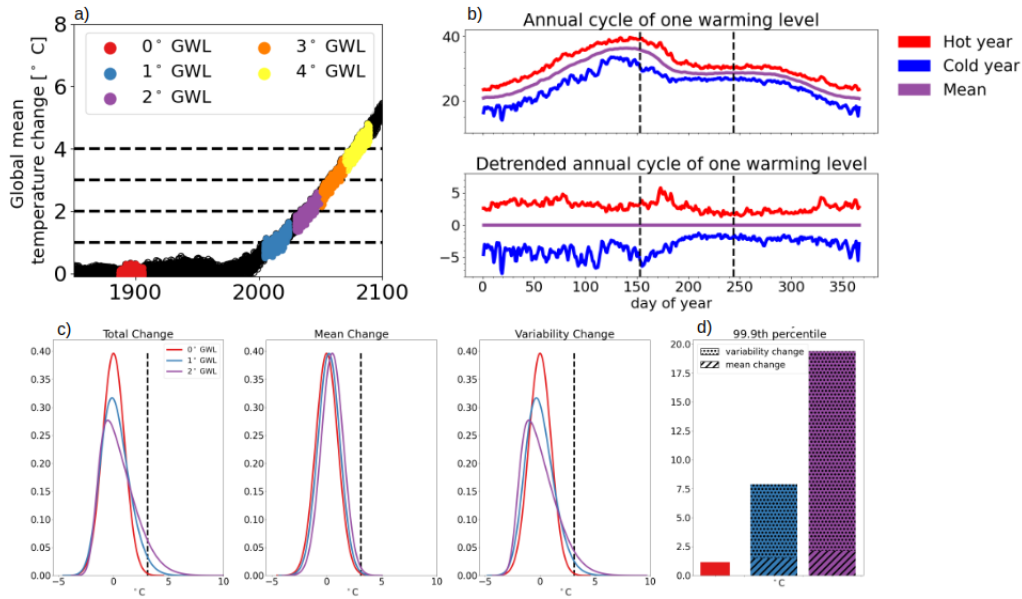 a)
8
6
4
2
0
Global mean
temperature change [° C]
0° GWL
1° GWL
2° GWL
3° GWL
4° GWL
1900
2000
2100
b)
Annual cycle of one warming level
40
20
Hot year
Cold year
Mean
Detrended annual cycle of one warming level
5
0
−5
0
50
100
150
200
250
300
350
day of year
c)
Total Change
0.40
0.35
0.30
0.25
0.20
0.15
0.10
0.05
0.00
0° GWL
1° GWL
2° GWL
−5
0
5
10
°C
Mean Change
0.40
0.35
0.30
0.25
0.20
0.15
0.10
0.05
0.00
−5
0
5
10
°C
Variability Change
0.40
0.35
0.30
0.25
0.20
0.15
0.10
0.05
0.00
−5
0
5
10
°C
d)
99.9th percentile
20.0
17.5
15.0
12.5
10.0
7.5
5.0
2.5
0.0
variability change
mean change
°C